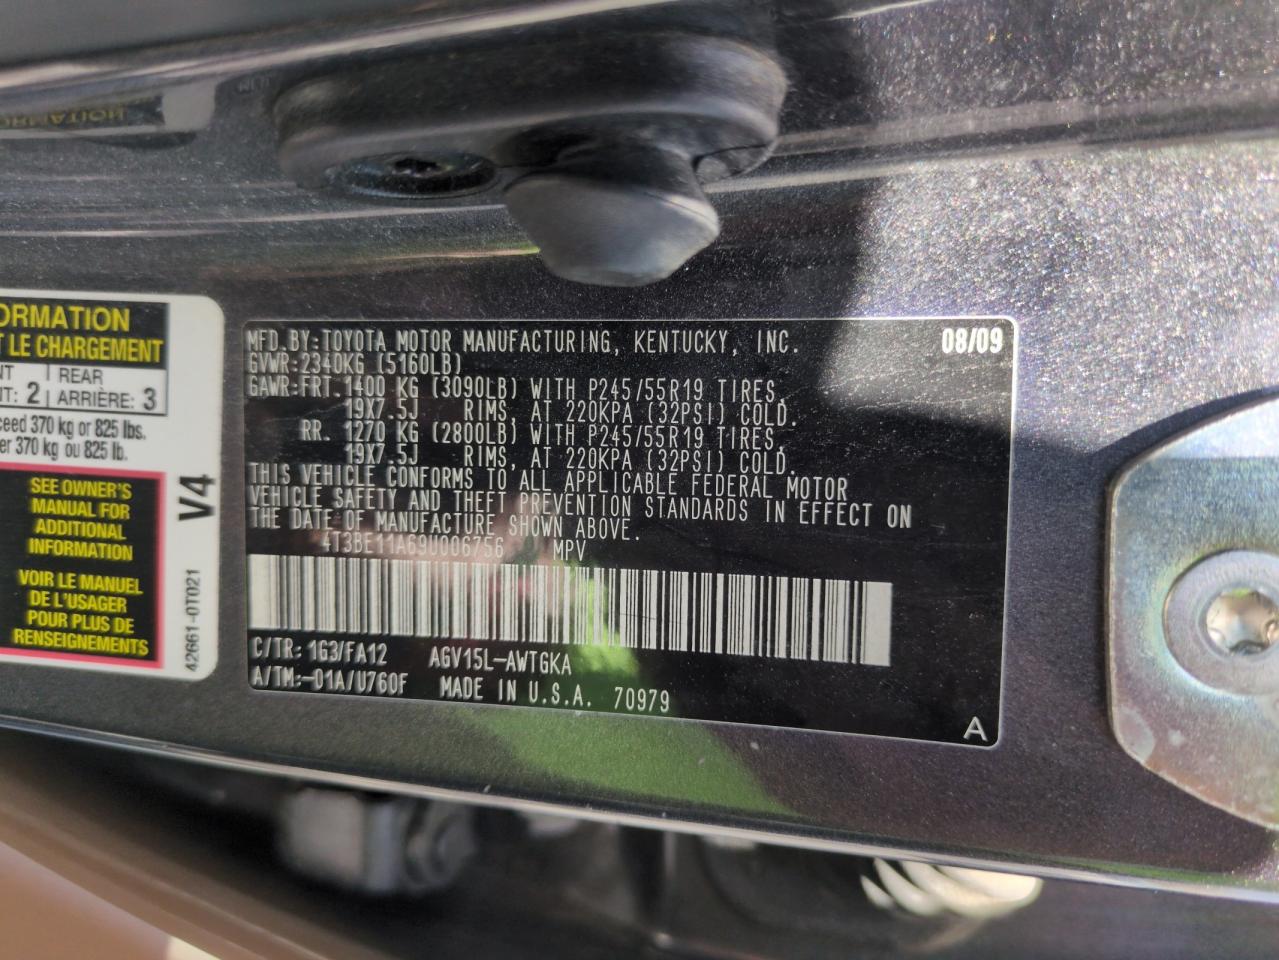 ORMATION
T LE CHARGEMENT
NT
T: 2
REAR
ARRIÈRE: 3
ceed 370 kg or 825 lbs.
er 370 kg ou 825 lb.
SEE OWNER'S
MANUAL FOR
ADDITIONAL
INFORMATION
VOIR LE MANUEL
DE L'USAGER
POUR PLUS DE
RENSEIGNEMENTS
V4
42661-0T021
MFD.BY:TOYOTA MOTOR MANUFACTURING, KENTUCKY, INC. 08/09
GVWR:2340KG (5160LB)
GAWR:FRT. 1400 KG (3090LB) WITH P245/55R19 TIRES,
19X7.5J RIMS, AT 220KPA (32PSI) COLD.
RR. 1270 KG (2800LB) WITH P245/55R19 TIRES,
19X7.5J RIMS, AT 220KPA (32PSI) COLD.
THIS VEHICLE CONFORMS TO ALL APPLICABLE FEDERAL MOTOR
VEHICLE SAFETY AND THEFT PREVENTION STANDARDS IN EFFECT ON
THE DATE OF MANUFACTURE SHOWN ABOVE.
4T3BE11A69U006756 MPV
C/TR: 1G3/FA12 AGV15L-AWTGKA
A/TM:-01A/U760F MADE IN U.S.A. 70979
A